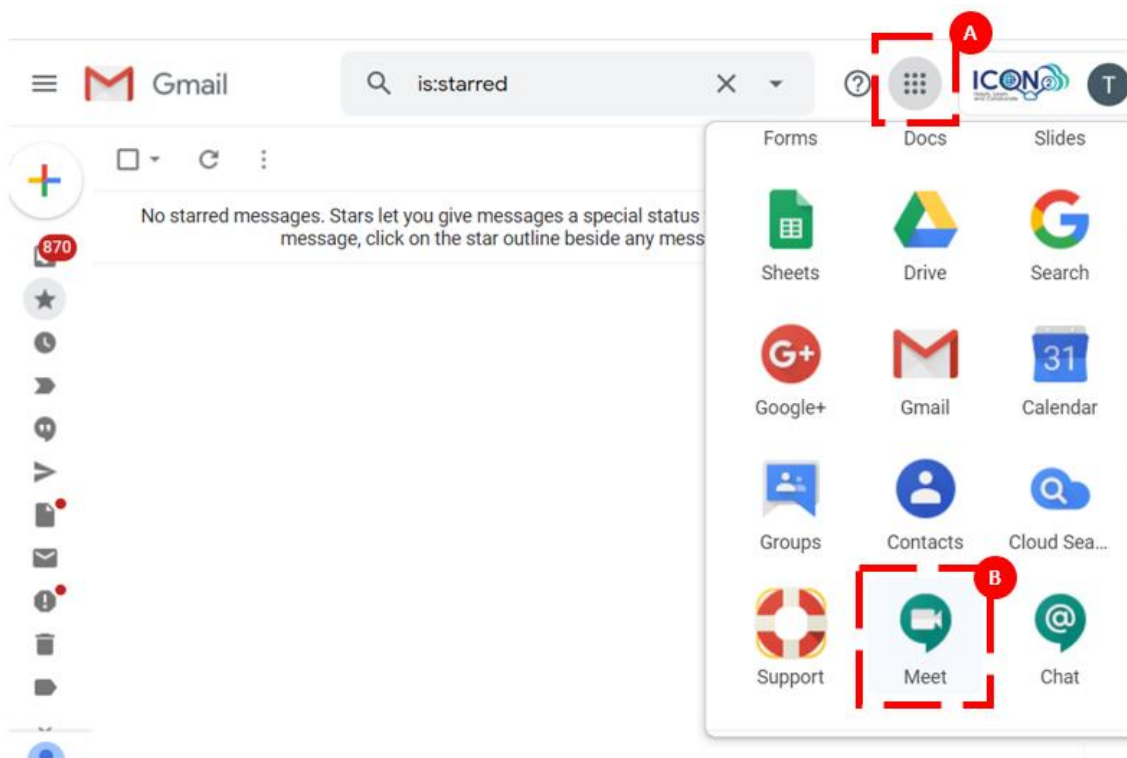 A
Gmail
is:starred
ICON2
T
Forms Docs Slides
No starred messages. Stars let you give messages a special status
message, click on the star outline beside any mess
870
Sheets Drive Search
G+
31
Google+ Gmail Calendar
Groups Contacts Cloud Sea...
B
@
Support Meet Chat